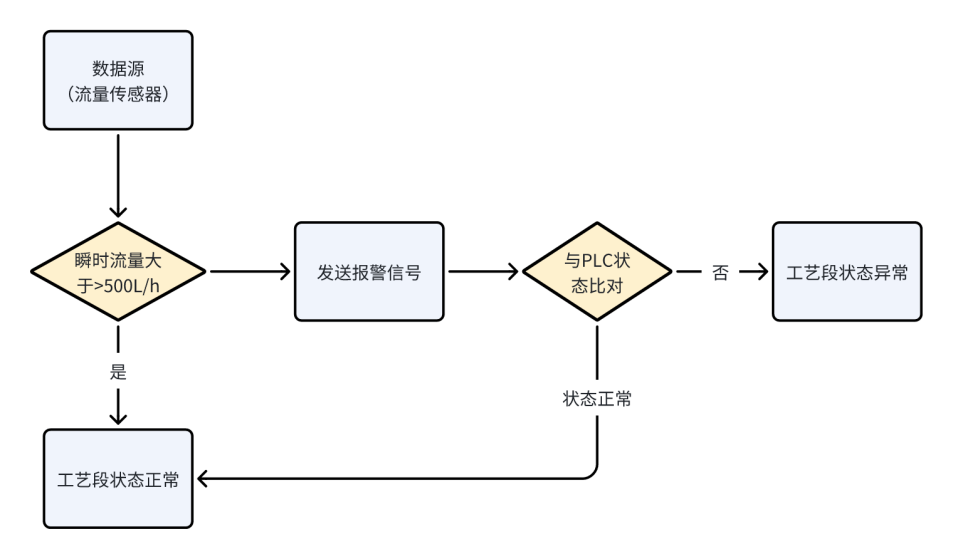 数据源
（流量传感器）
瞬时流量大
于>500L/h
发送报警信号
与PLC状
态比对
否
工艺段状态异常
是
状态正常
工艺段状态正常